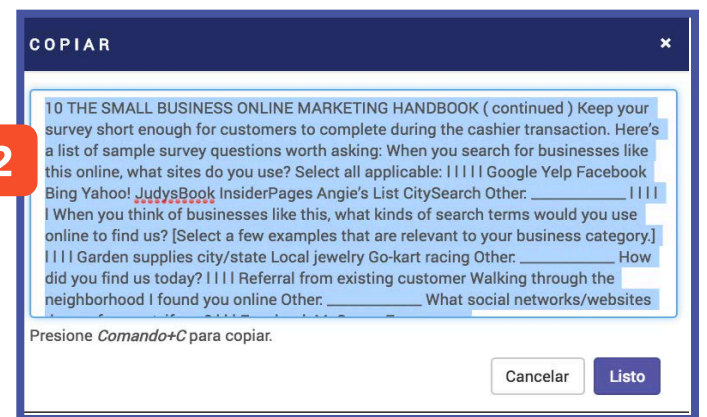 COPIAR ×
10 THE SMALL BUSINESS ONLINE MARKETING HANDBOOK ( continued ) Keep your
survey short enough for customers to complete during the cashier transaction. Here's
2
a list of sample survey questions worth asking: When you search for businesses like
this online, what sites do you use? Select all applicable: I I I I I Google Yelp Facebook
Bing Yahoo! JudysBook InsiderPages Angie's List CitySearch Other: ____________ I I I I
I When you think of businesses like this, what kinds of search terms would you use
online to find us? [Select a few examples that are relevant to your business category.]
I I I I Garden supplies city/state Local jewelry Go-kart racing Other: ____________ How
did you find us today? I I I I Referral from existing customer Walking through the
neighborhood I found you online Other: ____________ What social networks/websites
Presione Comando+C para copiar.
Cancelar Listo